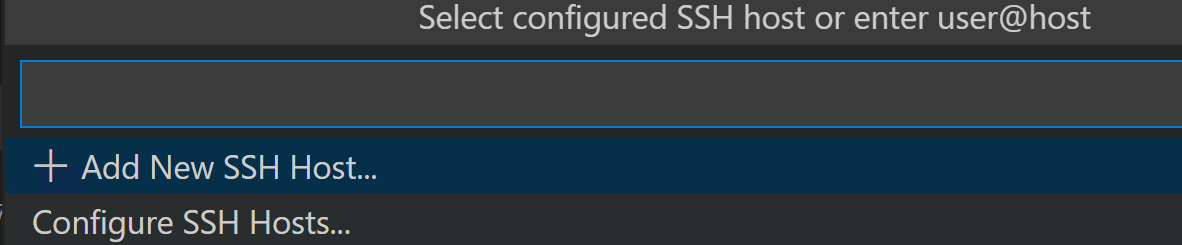 Select configured SSH host or enter user@host
+ Add New SSH Host...
Configure SSH Hosts...